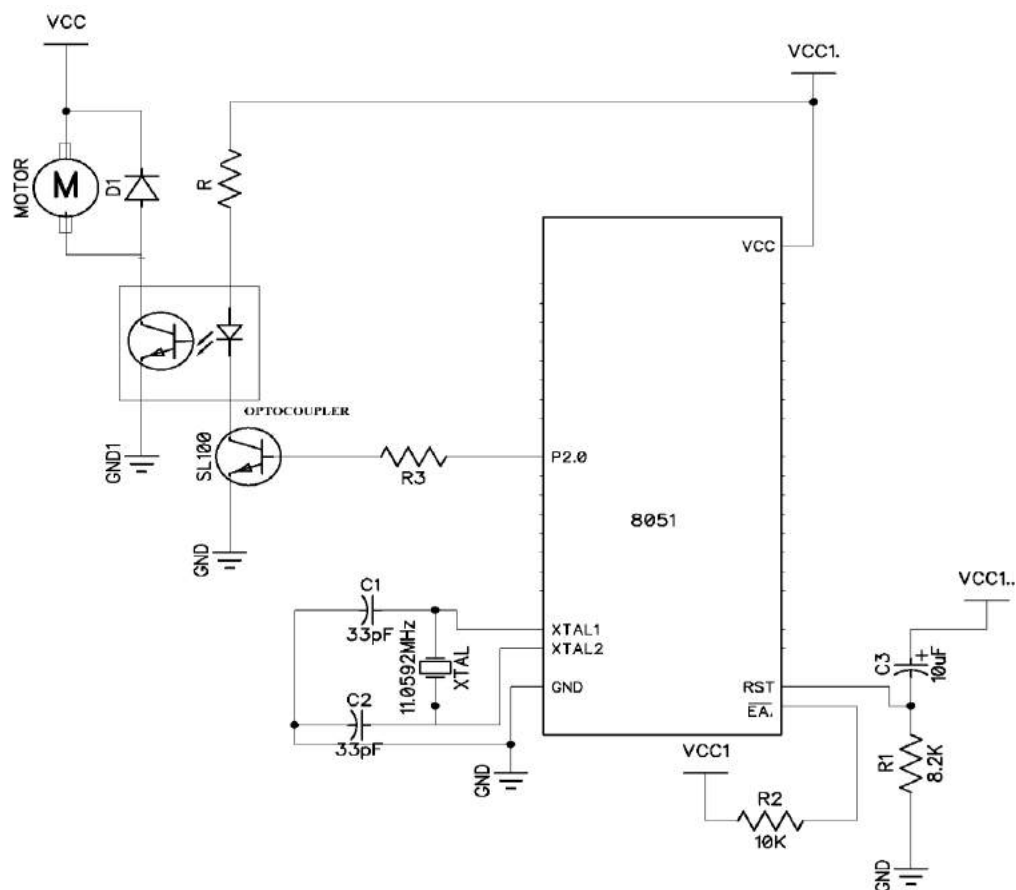 VCC
VCC1.
MOTOR
M
D1
R
VCC
OPTOCOUPLER
GND1
SL100
R3
P2.0
8051
GND
C1
33pF
XTAL1
XTAL2
11.0592MHz
XTAL
GND
C2
33pF
GND
RST
EA.
VCC1..
C3
+
10uF
VCC1
R2
10K
R1
8.2K
GND